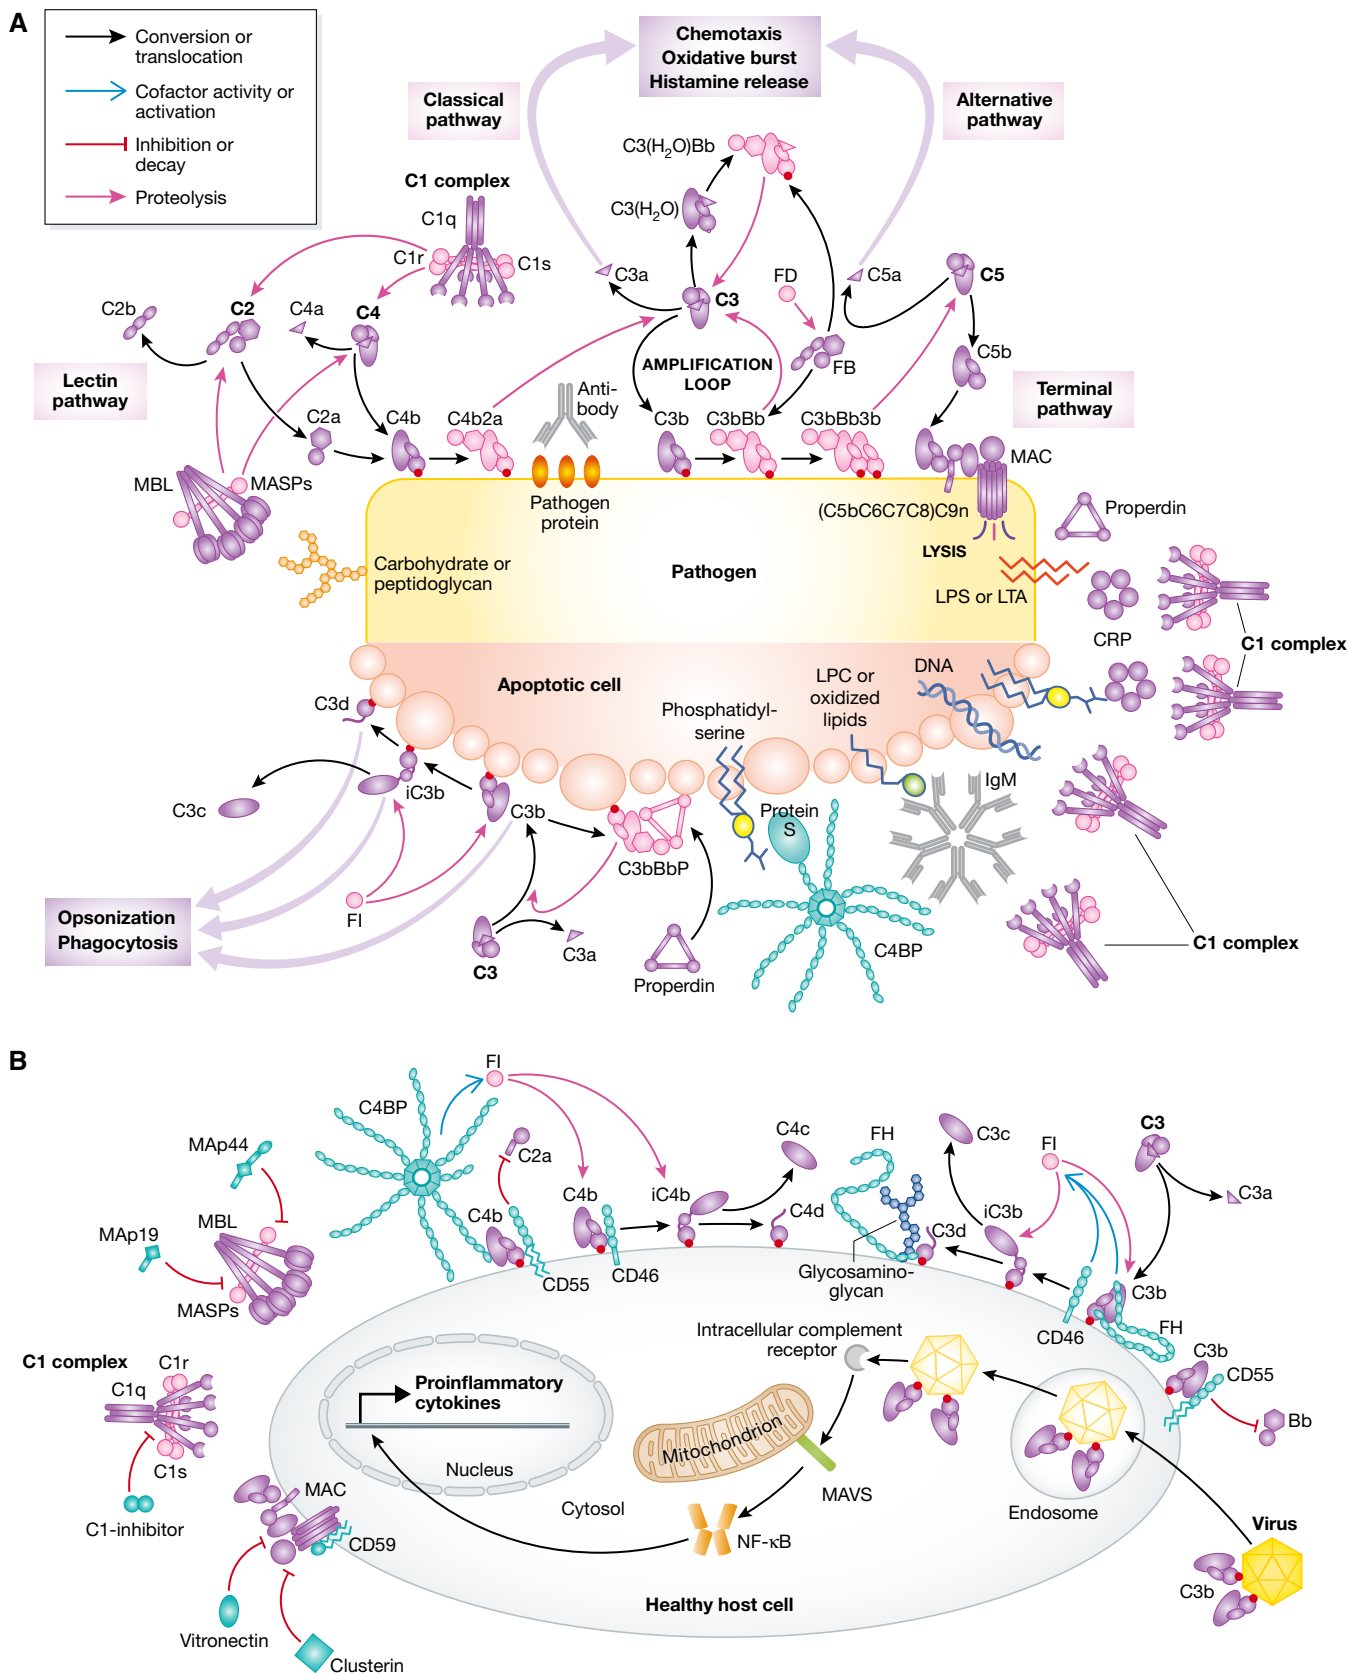 A
Conversion or
translocation
Cofactor activity or
activation
Inhibition or
decay
Proteolysis
Chemotaxis
Oxidative burst
Histamine release
Classical
pathway
Alternative
pathway
C3(H2O)Bb
C1 complex
C1q
C3(H2O)
C1r
C1s
C3a
FD
C5a
C5
C2b
C2
C4a
C4
C3
Lectin
pathway
AMPLIFICATION
LOOP
FB
C5b
Anti-
body
Terminal
pathway
C2a
C4b
C4b2a
C3b
C3bBb
C3bBb3b
MAC
MBL
MASPs
Pathogen
protein
(C5bC6C7C8)C9n
Properdin
LYSIS
Carbohydrate or
peptidoglycan
Pathogen
LPS or LTA
CRP
C1 complex
Apoptotic cell
LPC or
oxidized
lipids
DNA
C3d
Phosphatidyl-
serine
iC3b
C3c
C3b
Protein
S
IgM
C3bBbP
Opsonization
Phagocytosis
FI
C3
C3a
Properdin
C4BP
C1 complex
B
FI
C4BP
MAp44
C2a
C4c
FH
C3c
FI
C3
C4b
iC4b
C3a
MBL
C4b
C4d
C3d
iC3b
MAp19
MASPs
CD55
CD46
Glycosamino-
glycan
C3b
CD46
FH
Intracellular complement
receptor
C3b
CD55
C1 complex
C1r
C1q
Proinflammatory
cytokines
Bb
C1s
Mitochondrion
Nucleus
MAC
Cytosol
MAVS
Endosome
C1-inhibitor
CD59
NF-κB
Virus
C3b
Healthy host cell
Vitronectin
Clusterin